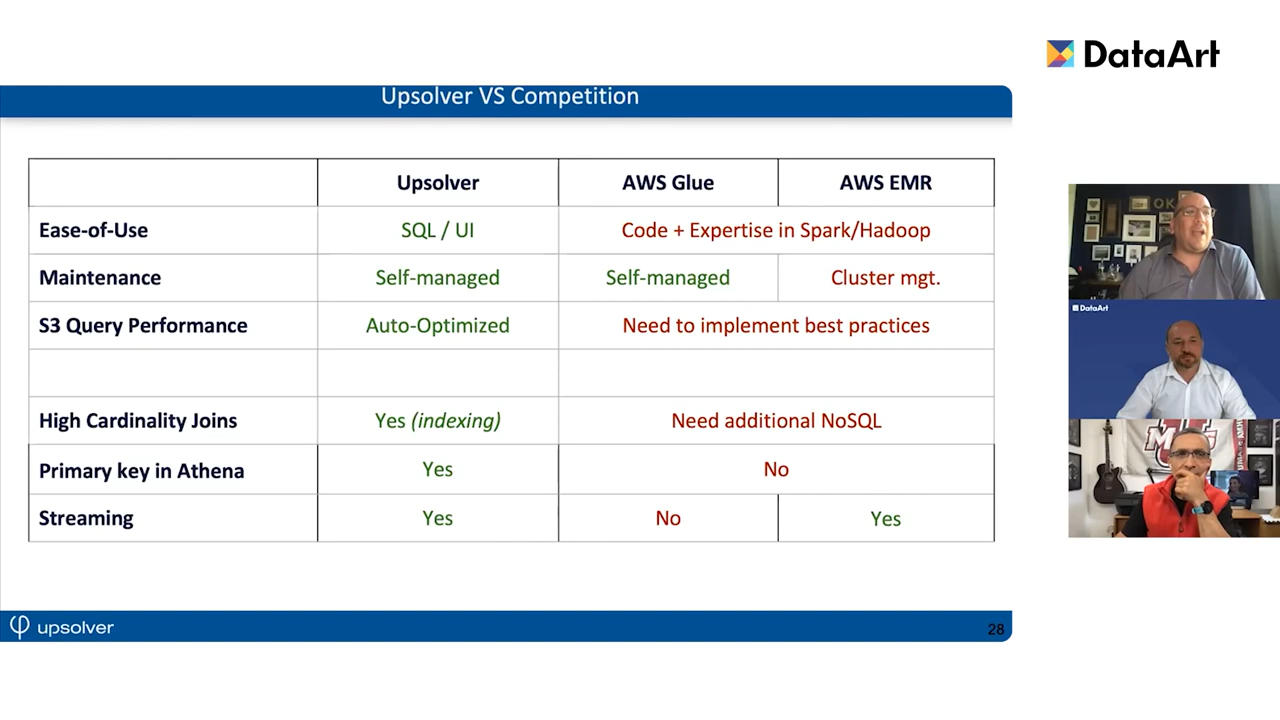 DataArt
Upsolver VS Competition
Upsolver AWS Glue AWS EMR
Ease-of-Use SQL / UI Code + Expertise in Spark/Hadoop
Maintenance Self-managed Self-managed Cluster mgt.
S3 Query Performance Auto-Optimized Need to implement best practices
High Cardinality Joins Yes (indexing) Need additional NoSQL
Primary key in Athena Yes No
Streaming Yes No Yes
upsolver
28
OK
DataArt